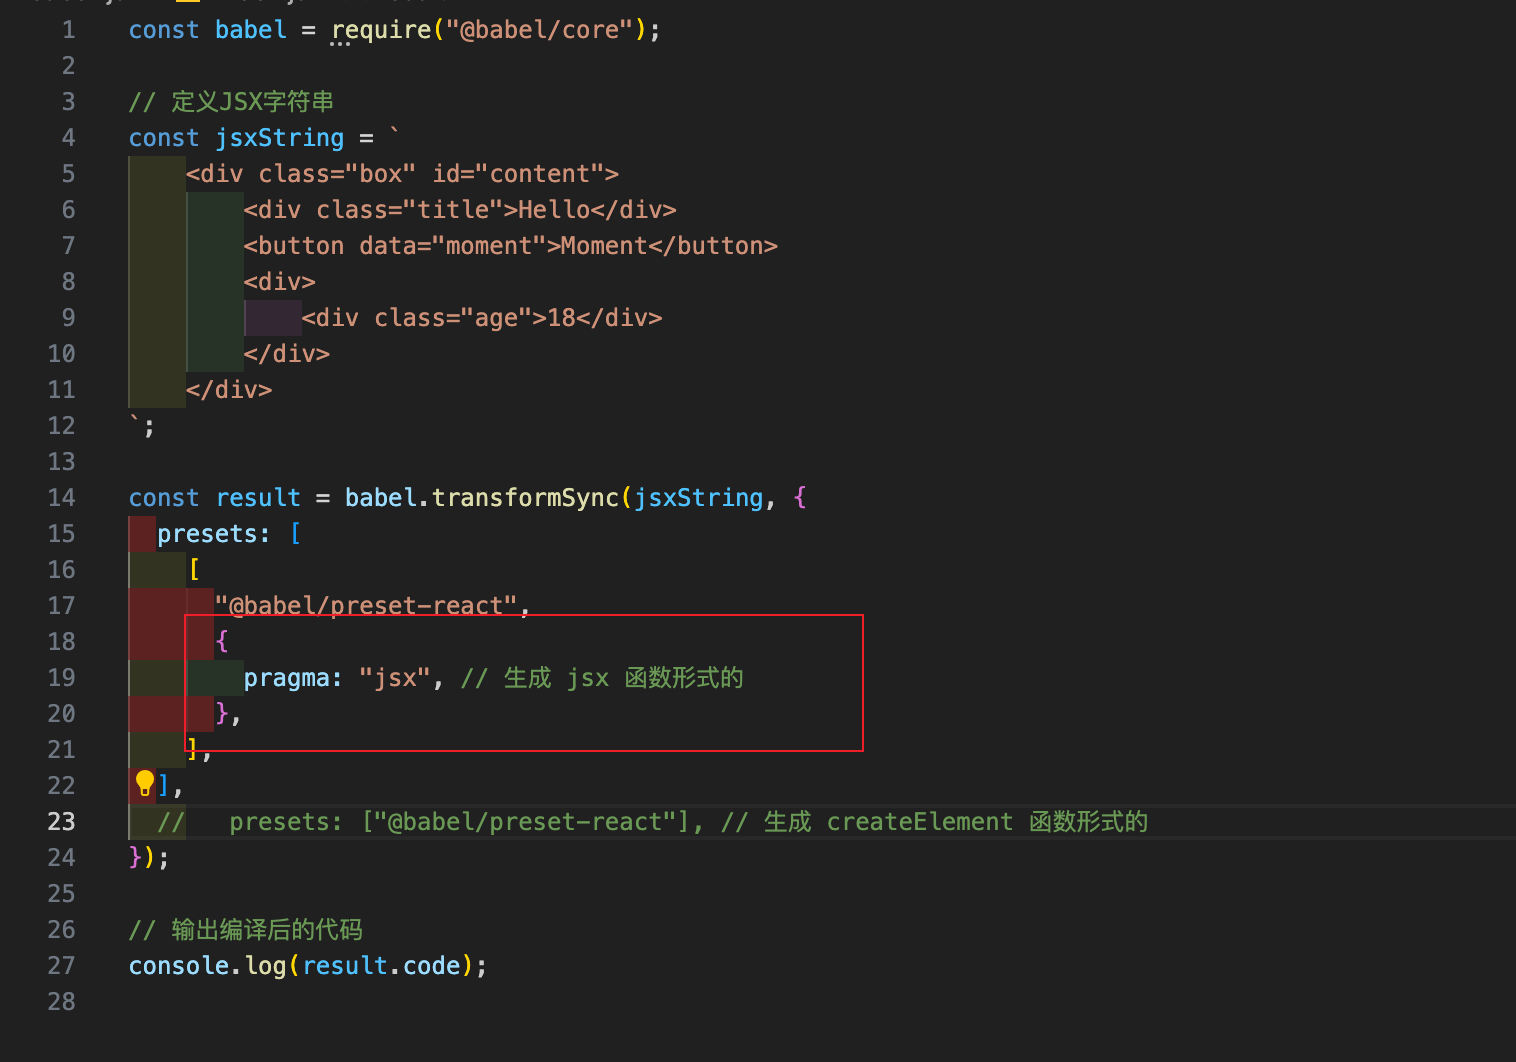 1 const babel = require("@babel/core");
2
3 // 定义JSX字符串
4 const jsxString = `
5     <div class="box" id="content">
6         <div class="title">Hello</div>
7         <button data="moment">Moment</button>
8         <div>
9             <div class="age">18</div>
10         </div>
11     </div>
12 `;
13
14 const result = babel.transformSync(jsxString, {
15   presets: [
16     [
17       "@babel/preset-react",
18       {
19         pragma: "jsx", // 生成 jsx 函数形式的
20       },
21     ],
22   ],
23   //   presets: ["@babel/preset-react"], // 生成 createElement 函数形式的
24 });
25
26 // 输出编译后的代码
27 console.log(result.code);
28